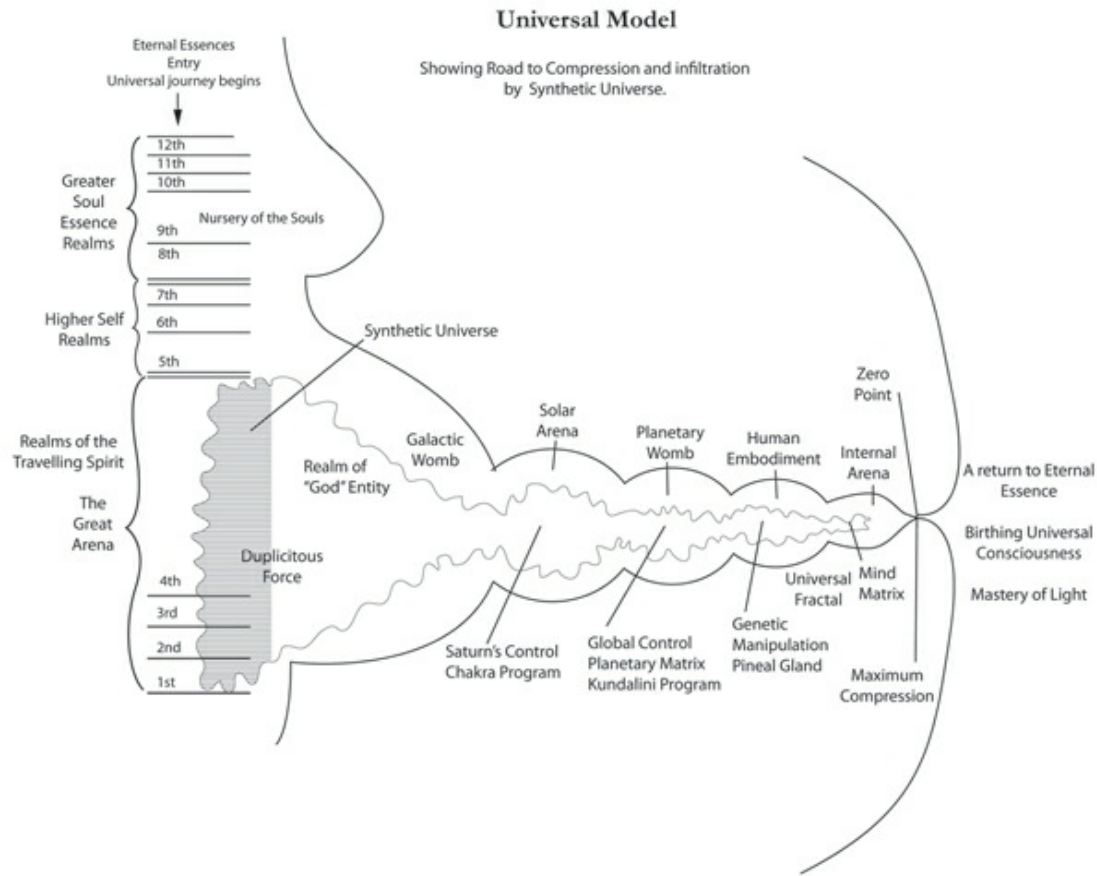 Universal Model
Showing Road to Compression and infiltration
by Synthetic Universe.
Eternal Essences
Entry
Universal journey begins
12th
11th
10th
Greater
Soul
Essence
Realms
Nursery of the Souls
9th
8th
7th
Higher Self
Realms
6th
5th
Synthetic Universe
Realms of the
Travelling Spirit
The
Great
Arena
Realm of
"God" Entity
Galactic
Womb
Solar
Arena
Planetary
Womb
Human
Embodiment
Internal
Arena
Zero
Point
A return to Eternal
Essence
Birthing Universal
Consciousness
Mastery of Light
Duplicitous
Force
4th
3rd
2nd
1st
Saturn's Control
Chakra Program
Global Control
Planetary Matrix
Kundalini Program
Genetic
Manipulation
Pineal Gland
Universal
Fractal
Mind
Matrix
Maximum
Compression